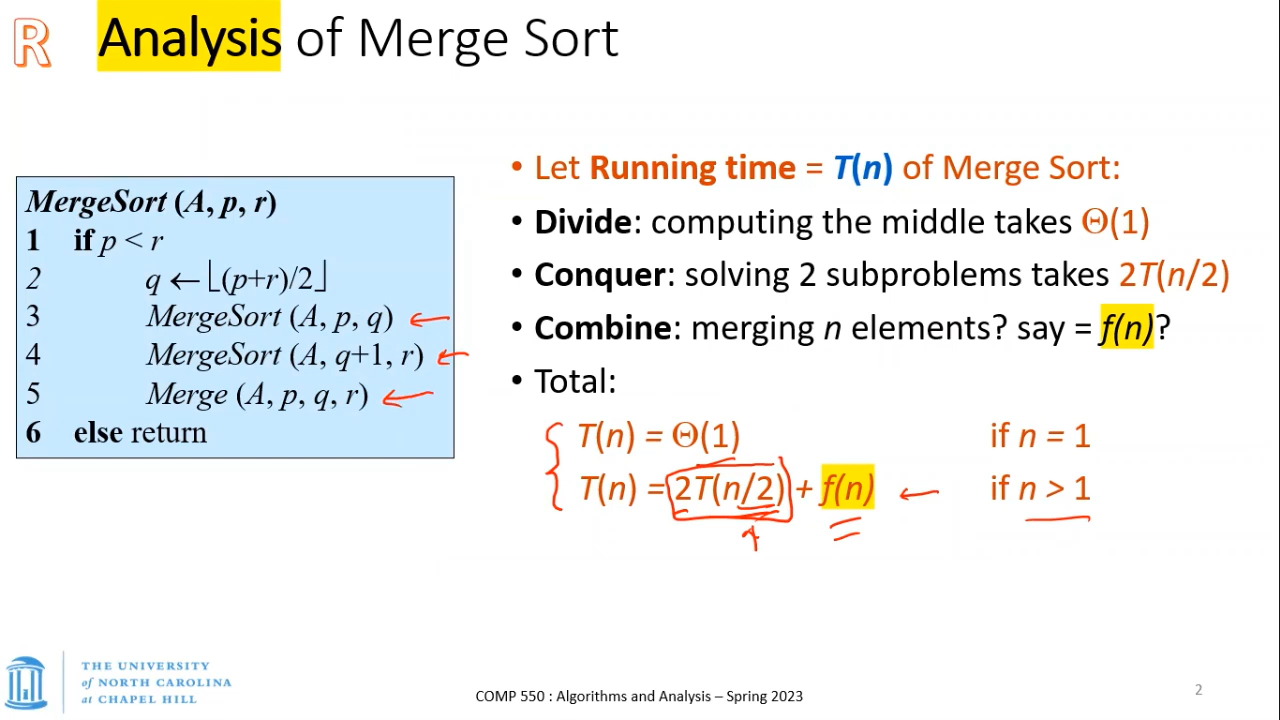 R
Analysis of Merge Sort
MergeSort (A, p, r)
1 if p < r
2 q ← ⌊(p+r)/2⌋
3 MergeSort (A, p, q)
4 MergeSort (A, q+1, r)
5 Merge (A, p, q, r)
6 else return
• Let Running time = T(n) of Merge Sort:
• Divide: computing the middle takes Θ(1)
• Conquer: solving 2 subproblems takes 2T(n/2)
• Combine: merging n elements? say = f(n)?
• Total:
T(n) = Θ(1) if n = 1
T(n) = 2T(n/2) + f(n) if n > 1
THE UNIVERSITY
of NORTH CAROLINA
at CHAPEL HILL
COMP 550 : Algorithms and Analysis – Spring 2023
2